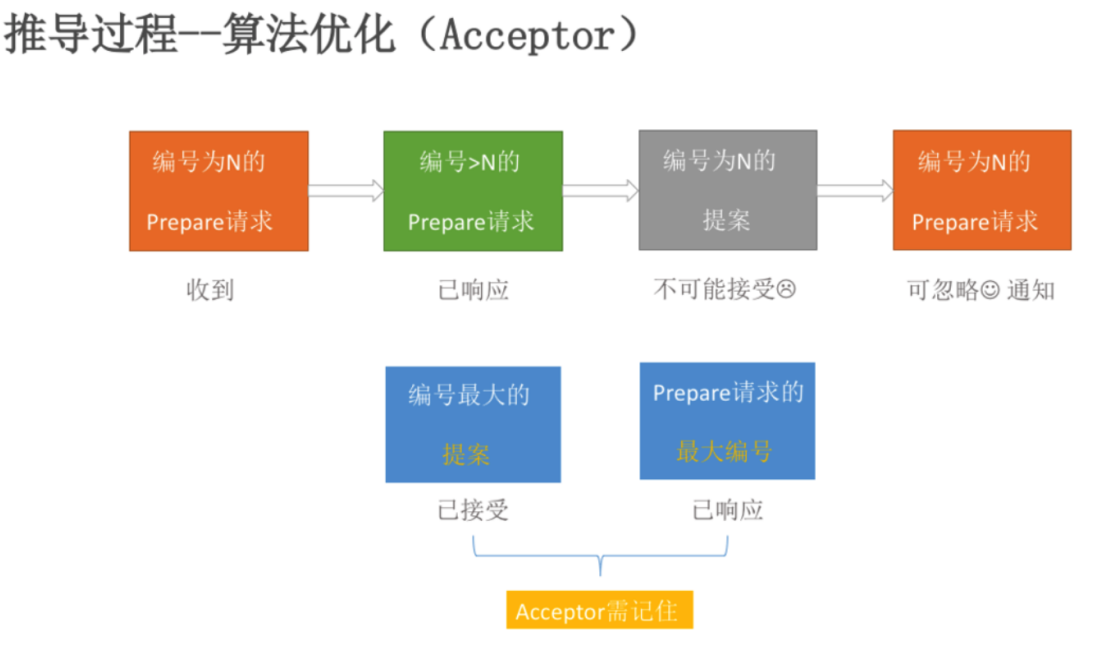 推导过程--算法优化（Acceptor）
编号为N的
Prepare请求
编号>N的
Prepare请求
编号为N的
提案
编号为N的
Prepare请求
收到
已响应
不可能接受☹
可忽略☺ 通知
编号最大的
提案
Prepare请求的
最大编号
已接受
已响应
Acceptor需记住